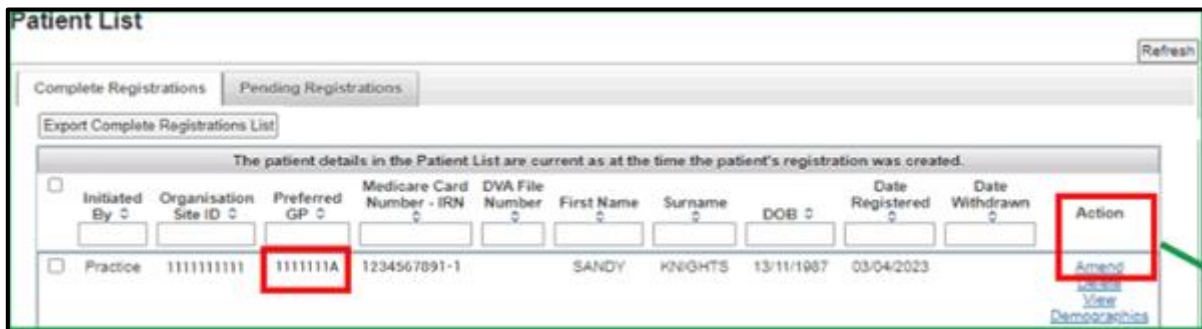 Patient List
Refresh
Complete Registrations Pending Registrations
Export Complete Registrations List
The patient details in the Patient List are current as at the time the patient's registration was created.
Initiated By Organisation Site ID Preferred GP Medicare Card Number - IRN DVA File Number First Name Surname DOB Date Registered Date Withdrawn Action
Practice 1111111111 1111111A 1234567891-1 SANDY KNIGHTS 13/11/1987 03/04/2023 Amend
Delete
View
Demographics